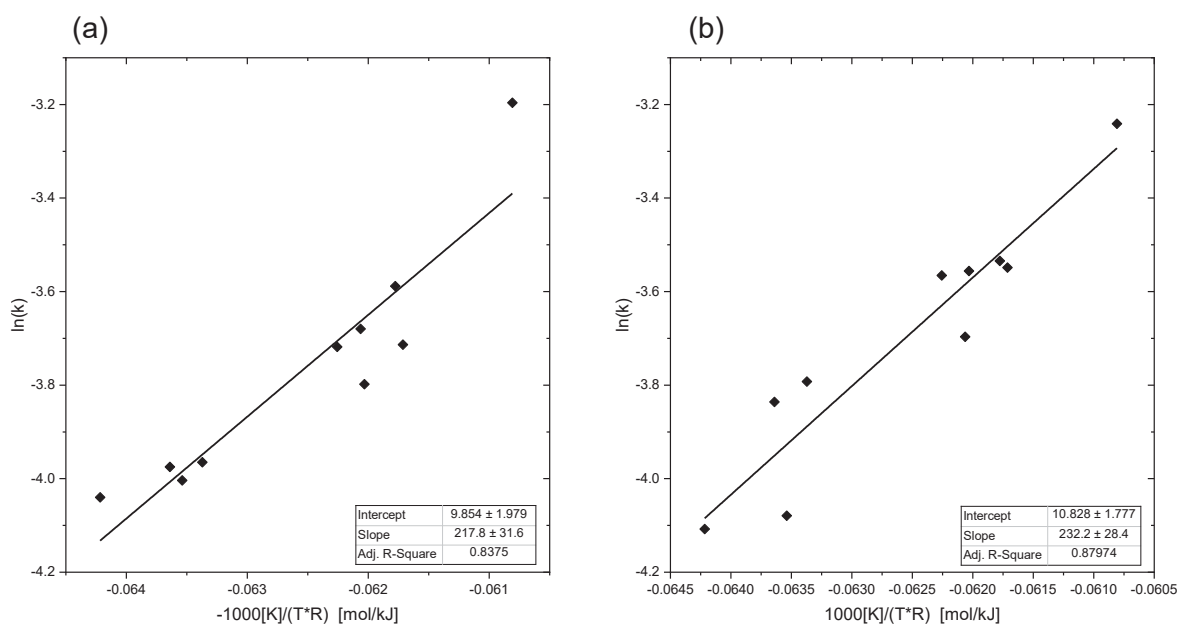 (a)
-3.2
-3.4
-3.6
-3.8
-4.0
-4.2
ln(k)
-0.064 -0.063 -0.062 -0.061
-1000[K]/(T*R) [mol/kJ]
Intercept 9.854 ± 1.979
Slope 217.8 ± 31.6
Adj. R-Square 0.8375
(b)
-3.2
-3.4
-3.6
-3.8
-4.0
-4.2
ln(k)
-0.0645 -0.0640 -0.0635 -0.0630 -0.0625 -0.0620 -0.0615 -0.0610 -0.0605
1000[K]/(T*R) [mol/kJ]
Intercept 10.828 ± 1.777
Slope 232.2 ± 28.4
Adj. R-Square 0.87974